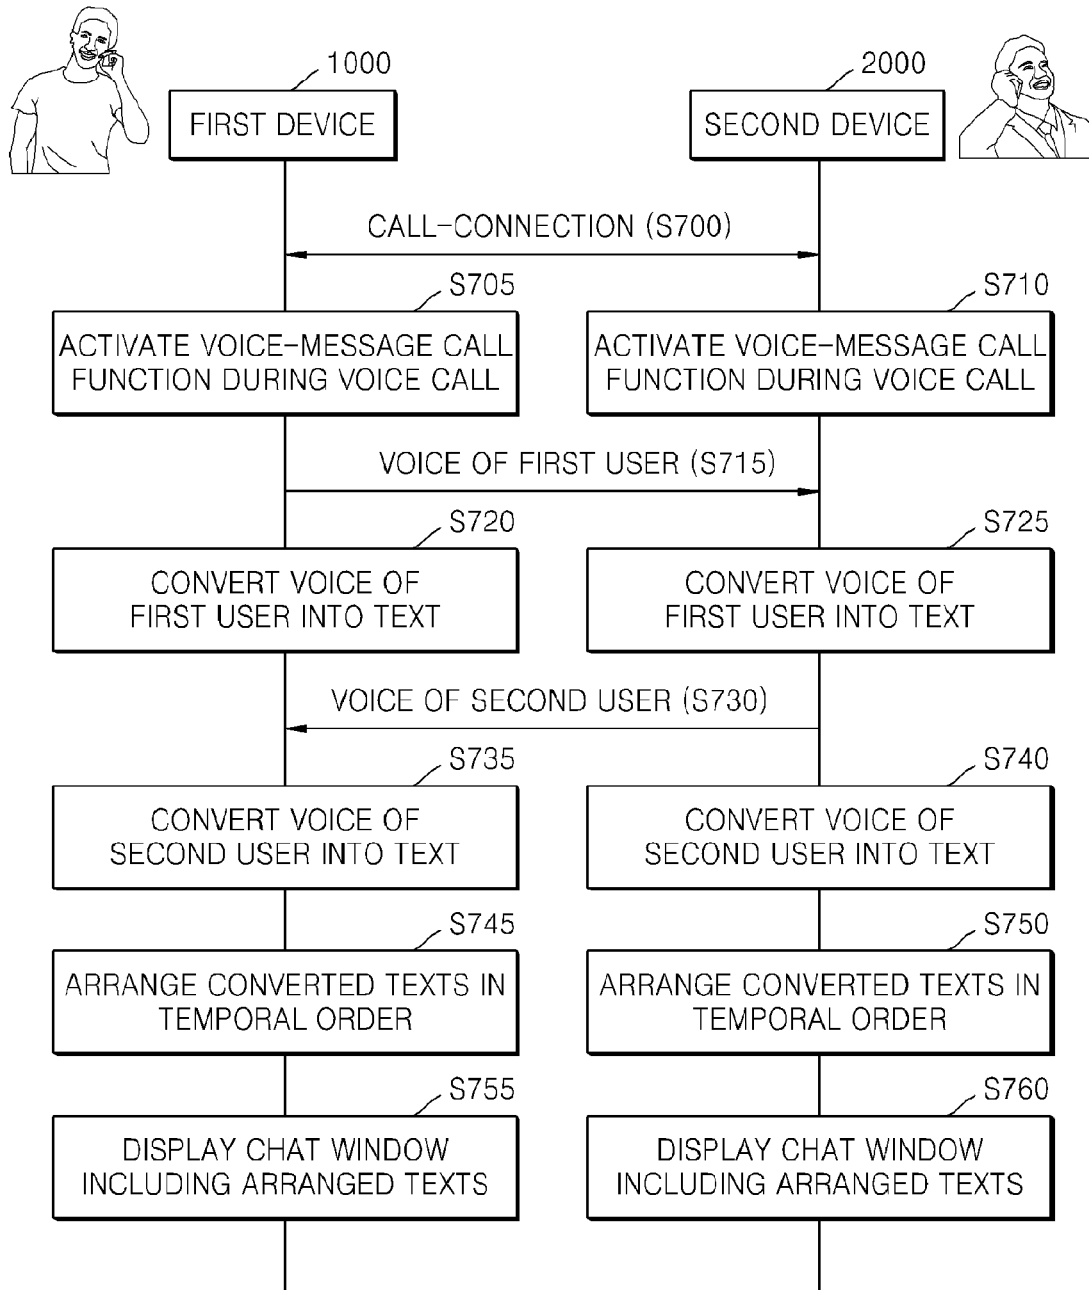 1000
2000
FIRST DEVICE
SECOND DEVICE
CALL-CONNECTION (S700)
S705
S710
ACTIVATE VOICE-MESSAGE CALL
FUNCTION DURING VOICE CALL
ACTIVATE VOICE-MESSAGE CALL
FUNCTION DURING VOICE CALL
VOICE OF FIRST USER (S715)
S720
S725
CONVERT VOICE OF
FIRST USER INTO TEXT
CONVERT VOICE OF
FIRST USER INTO TEXT
VOICE OF SECOND USER (S730)
S735
S740
CONVERT VOICE OF
SECOND USER INTO TEXT
CONVERT VOICE OF
SECOND USER INTO TEXT
S745
S750
ARRANGE CONVERTED TEXTS IN
TEMPORAL ORDER
ARRANGE CONVERTED TEXTS IN
TEMPORAL ORDER
S755
S760
DISPLAY CHAT WINDOW
INCLUDING ARRANGED TEXTS
DISPLAY CHAT WINDOW
INCLUDING ARRANGED TEXTS